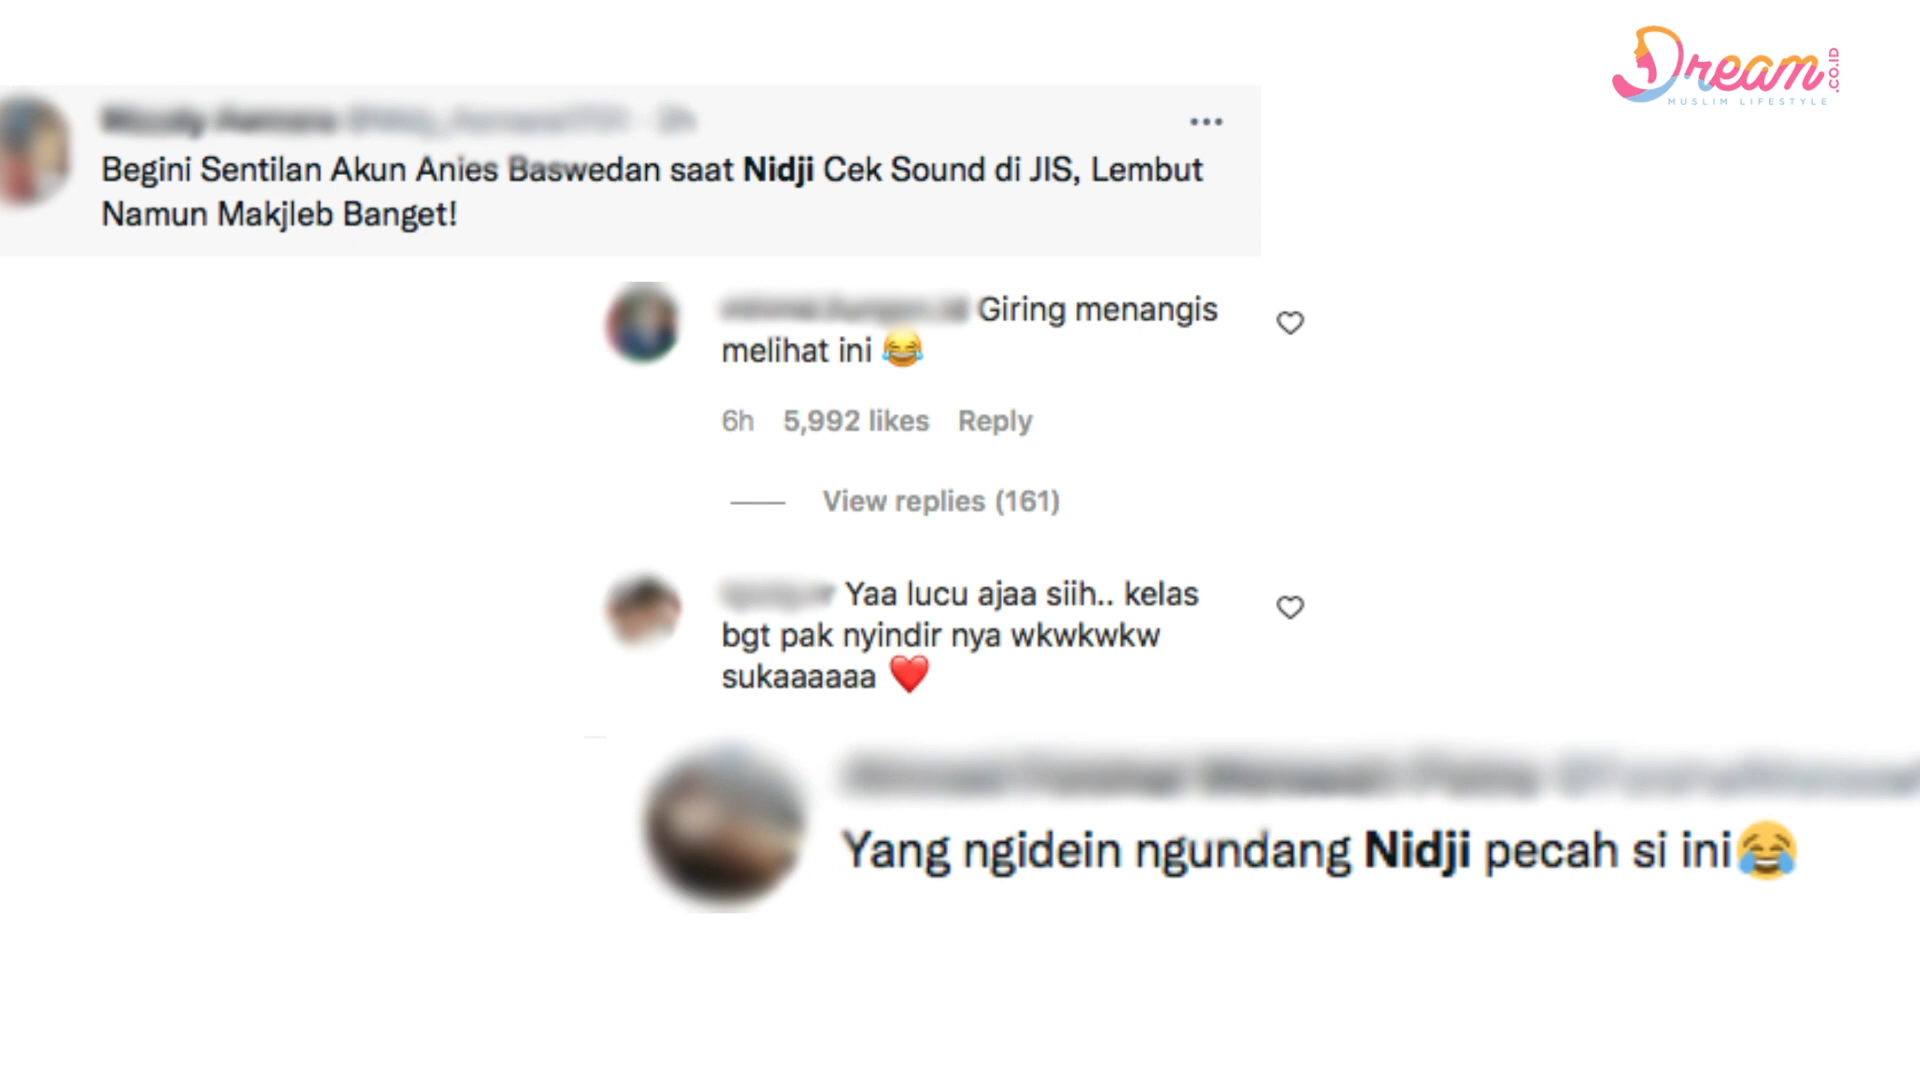 Dream
.CO.ID
MUSLIM LIFESTYLE
Begini Sentilan Akun Anies Baswedan saat Nidji Cek Sound di JIS, Lembut
Namun Makjleb Banget!
Giring menangis
melihat ini 😂
6h 5,992 likes Reply
View replies (161)
Yaa lucu ajaa siih.. kelas
bgt pak nyindir nya wkwkwkw
sukaaaaaa ❤️
Yang ngidein ngundang Nidji pecah si ini😂